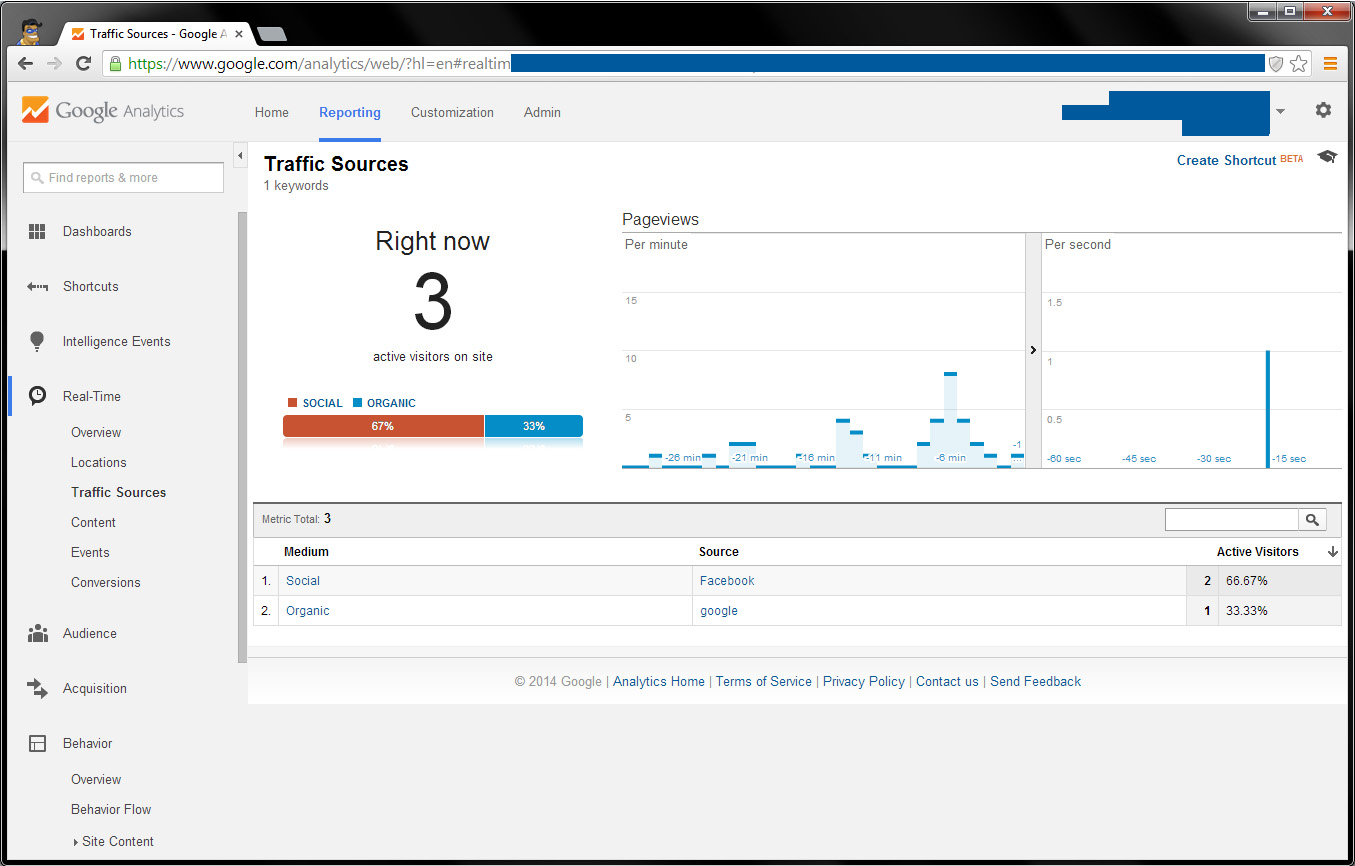 Traffic Sources - Google A
https://www.google.com/analytics/web/?hl=en#realtim
Google Analytics
Home Reporting Customization Admin
Find reports & more
Dashboards
Shortcuts
Intelligence Events
Real-Time
Overview
Locations
Traffic Sources
Content
Events
Conversions
Audience
Acquisition
Behavior
Overview
Behavior Flow
Site Content
Traffic Sources
1 keywords
Create Shortcut BETA
Right now
3
active visitors on site
SOCIAL ORGANIC
67% 33%
Pageviews
Per minute
15
10
5
-26 min -21 min -16 min -11 min -6 min -1
...
Per second
1.5
1
0.5
-60 sec -45 sec -30 sec -15 sec
Metric Total: 3
Medium Source Active Visitors
1. Social Facebook 2 66.67%
2. Organic google 1 33.33%
© 2014 Google | Analytics Home | Terms of Service | Privacy Policy | Contact us | Send Feedback